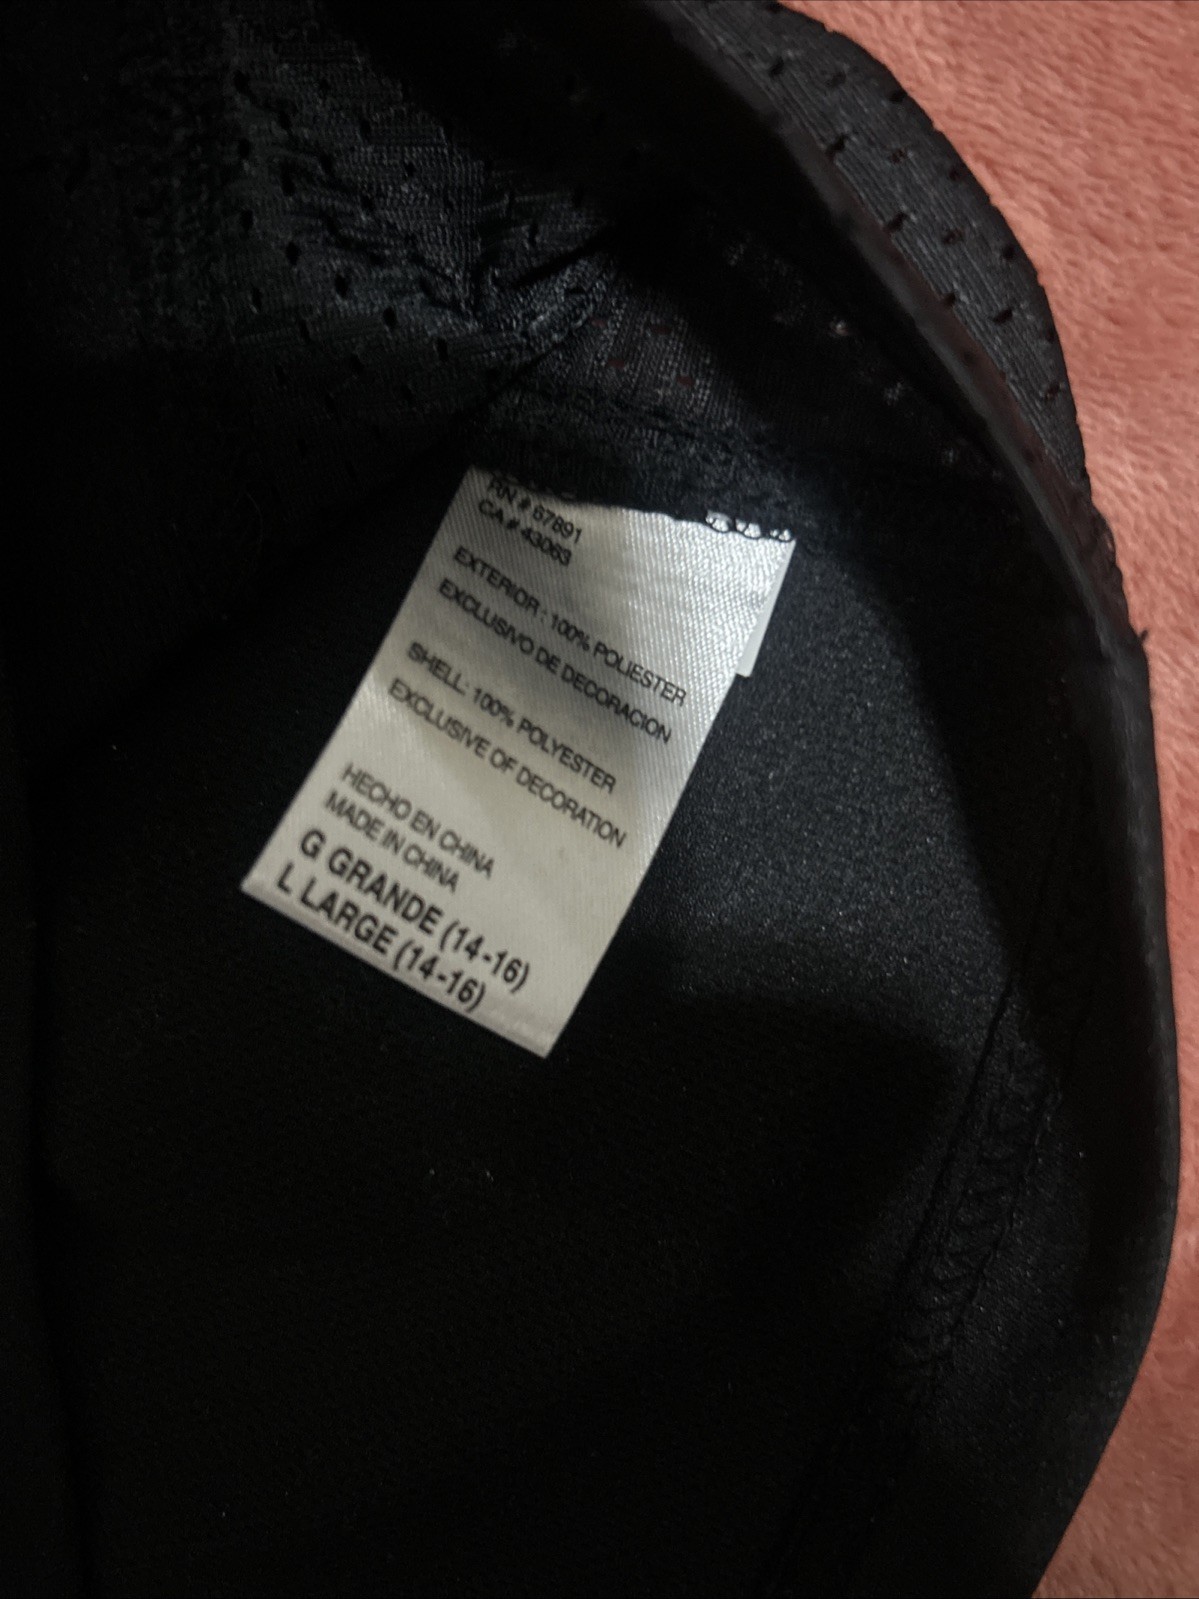 RN # 67891
CA # 43063
EXTERIOR : 100% POLIESTER
EXCLUSIVO DE DECORACION
SHELL: 100% POLYESTER
EXCLUSIVE OF DECORATION
HECHO EN CHINA
MADE IN CHINA
G GRANDE (14-16)
L LARGE (14-16)